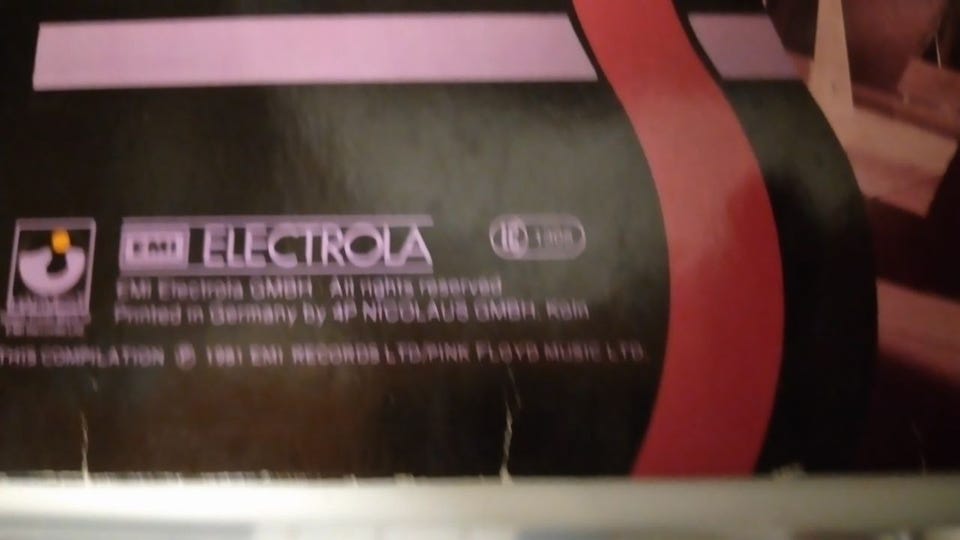 EMI ELECTROLA
EMI Electrola GMBH. All rights reserved
Printed in Germany by 4P NICOLAUS GMBH, Köln
THIS COMPILATION ℗ 1981 EMI RECORDS LTD/PINK FLOYD MUSIC LTD.